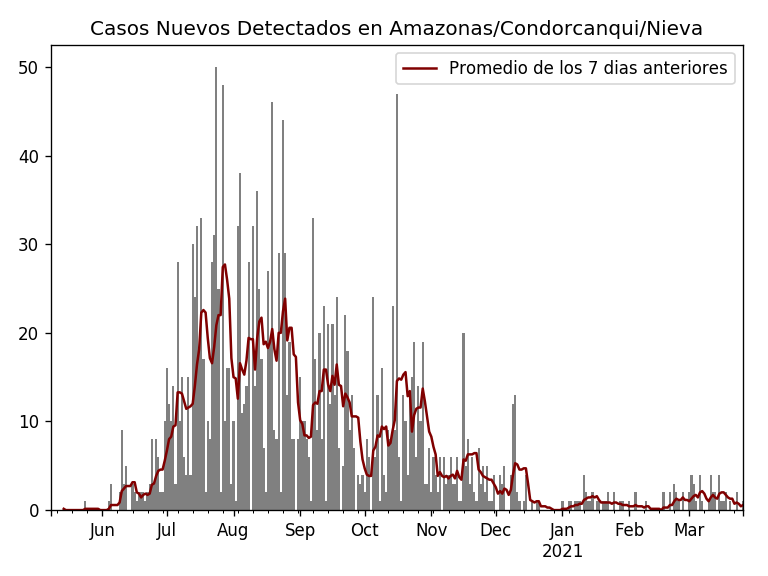 Casos Nuevos Detectados en Amazonas/Condorcanqui/Nieva
Promedio de los 7 dias anteriores
50
40
30
20
10
0
Jun Jul Aug Sep Oct Nov Dec Jan Feb Mar
2021